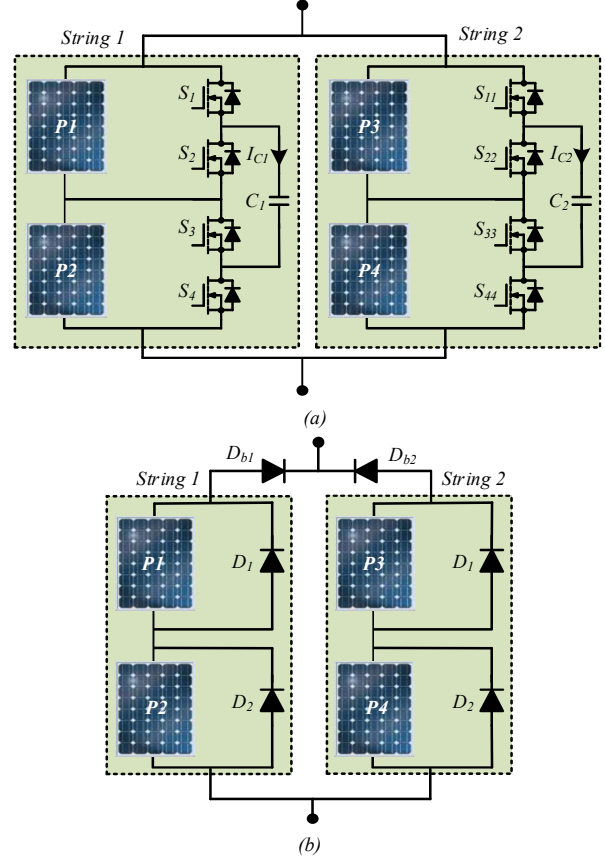 String 1
String 2
P1
P3
P2
P4
S1
S2
S3
S4
IC1
C1
S11
S22
S33
S44
IC2
C2
(a)
Db1
Db2
String 1
String 2
P1
D1
P3
D1
P2
D2
P4
D2
(b)